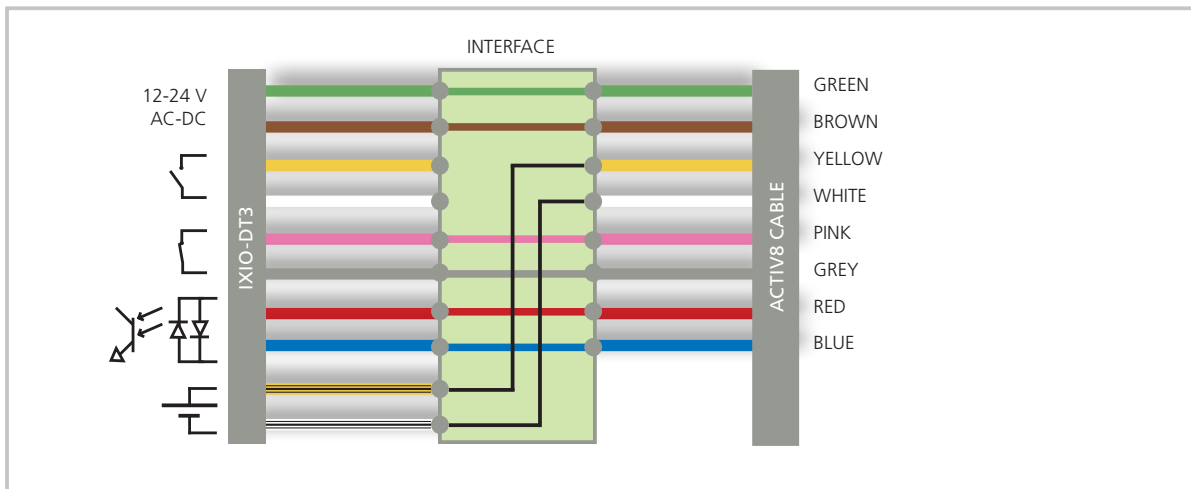 INTERFACE
12-24 V
AC-DC
IXIO-DT3
ACTIV8 CABLE
GREEN
BROWN
YELLOW
WHITE
PINK
GREY
RED
BLUE